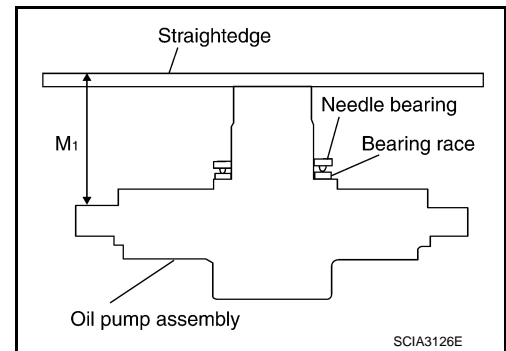 Straightedge
Needle bearing
M1
Bearing race
Oil pump assembly
SCIA3126E